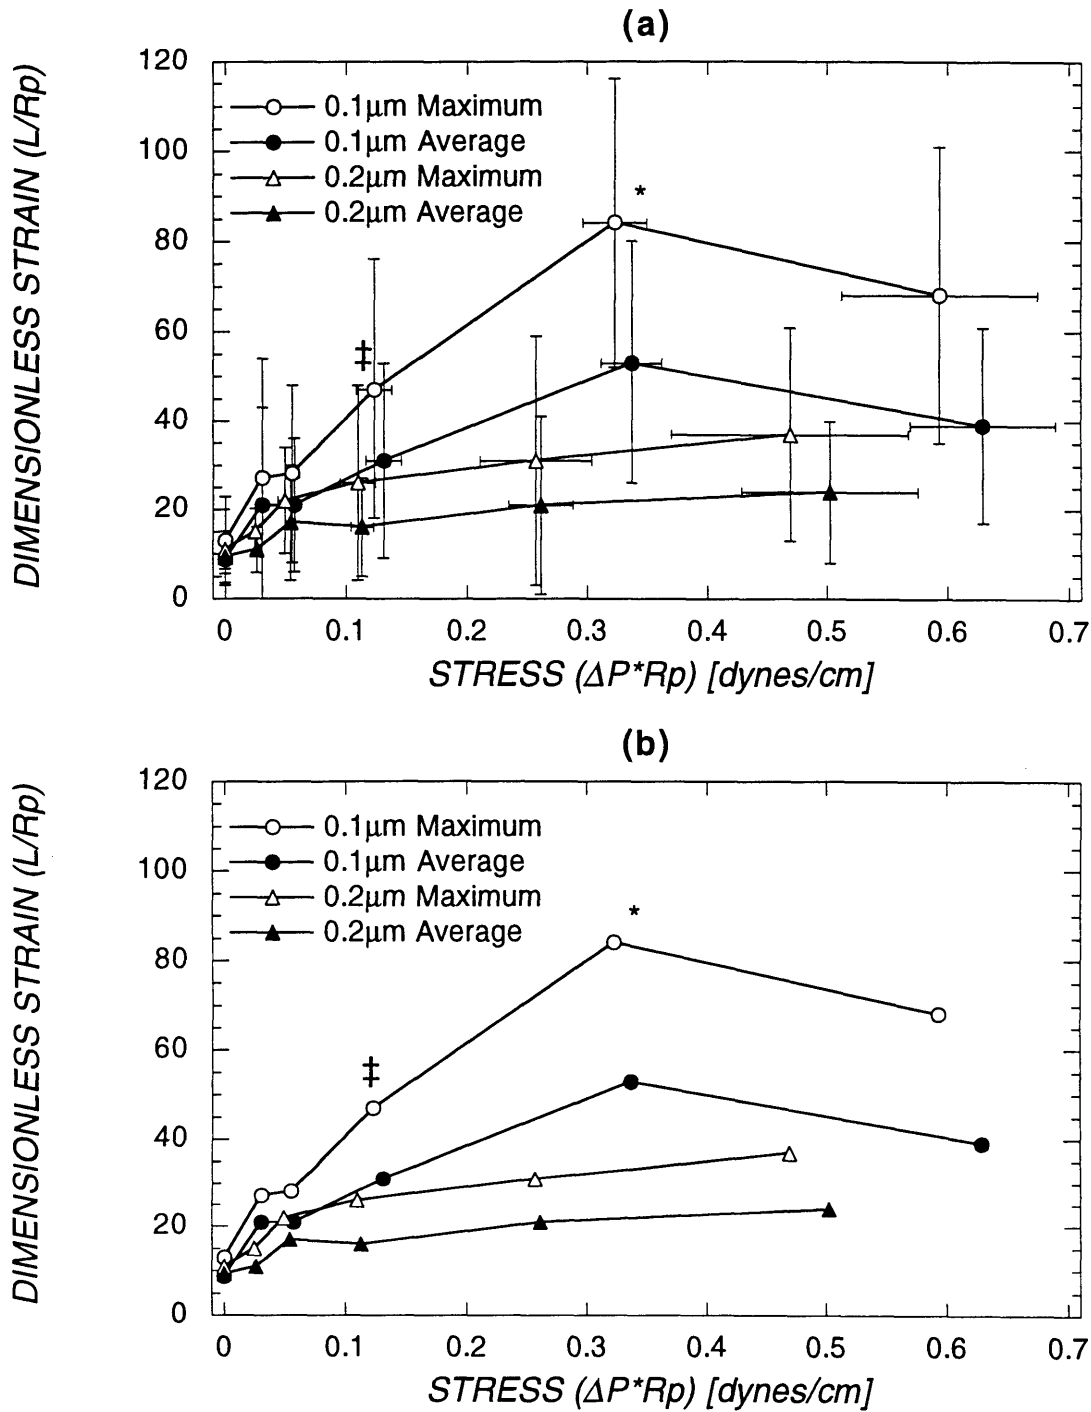 (a)
DIMENSIONLESS STRAIN (L/Rp)
120
100
80
60
40
20
0
0.1µm Maximum
0.1µm Average
0.2µm Maximum
0.2µm Average
*
‡
0 0.1 0.2 0.3 0.4 0.5 0.6 0.7
STRESS (ΔP*Rp) [dynes/cm]
(b)
DIMENSIONLESS STRAIN (L/Rp)
120
100
80
60
40
20
0
0.1µm Maximum
0.1µm Average
0.2µm Maximum
0.2µm Average
*
‡
0 0.1 0.2 0.3 0.4 0.5 0.6 0.7
STRESS (ΔP*Rp) [dynes/cm]